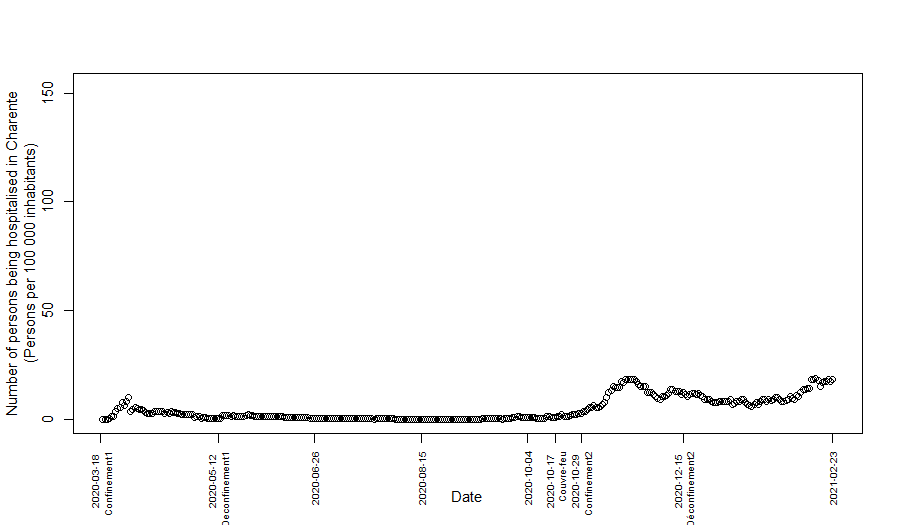 Number of persons being hospitalised in Charente
(Persons per 100 000 inhabitants)
150
100
50
0
2020-03-18
Confinement1
2020-05-12
Déconfinement1
2020-06-26
2020-08-15
2020-10-04
2020-10-17
Couvre-feu
2020-10-29
Confinement2
2020-12-15
Déconfinement2
2021-02-23
Date